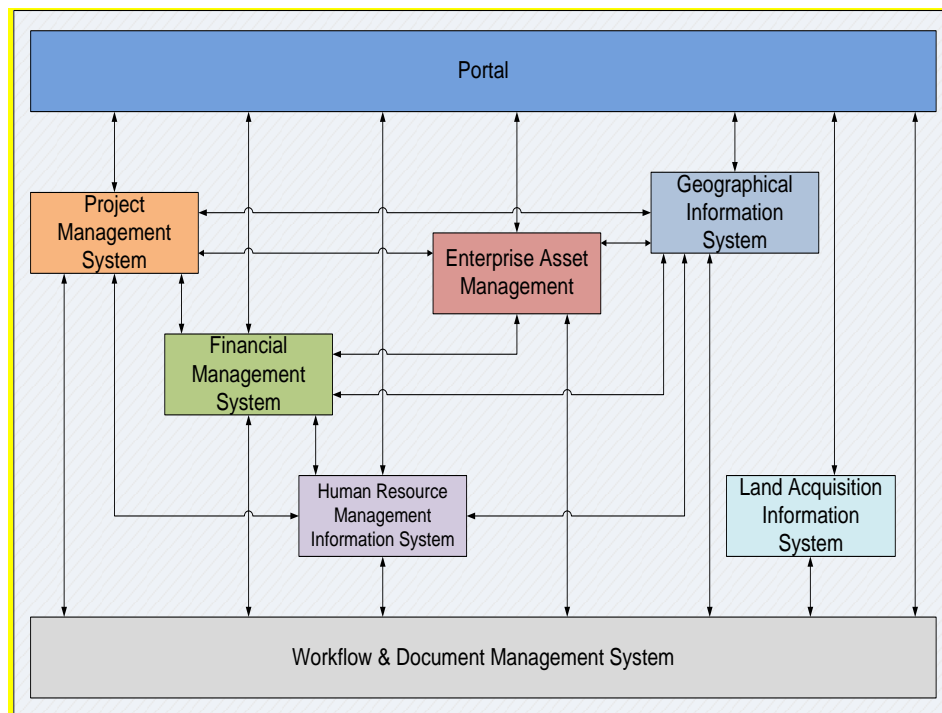 Portal
Project
Management
System
Geographical
Information
System
Enterprise Asset
Management
Financial
Management
System
Human Resource
Management
Information System
Land Acquisition
Information
System
Workflow & Document Management System